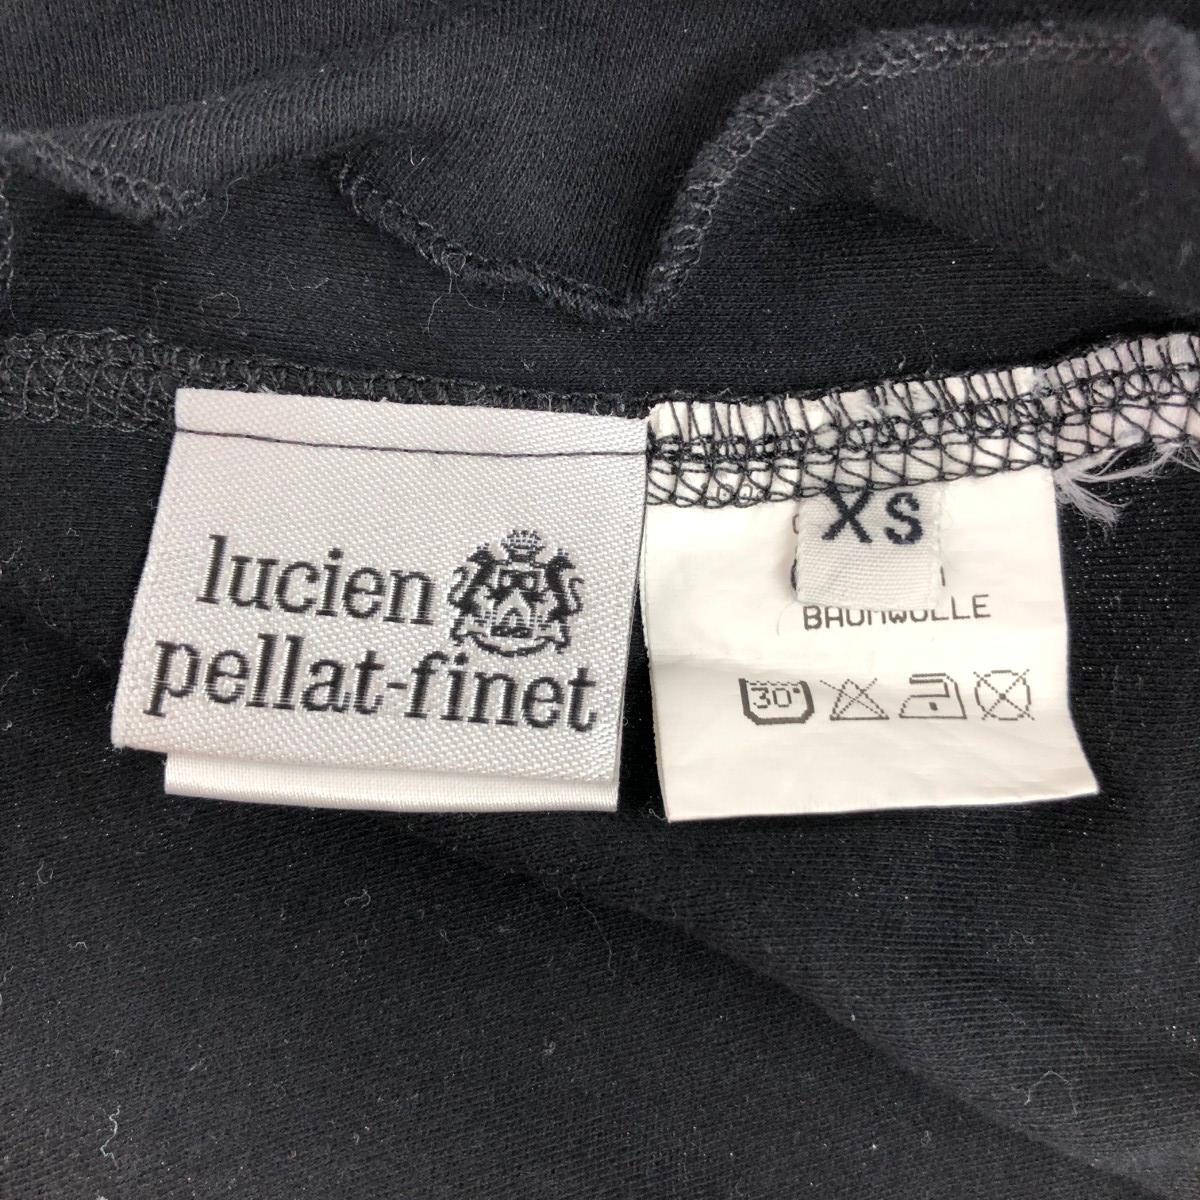 lucien
pellat-finet
XS
BAUMWOLLE
30°